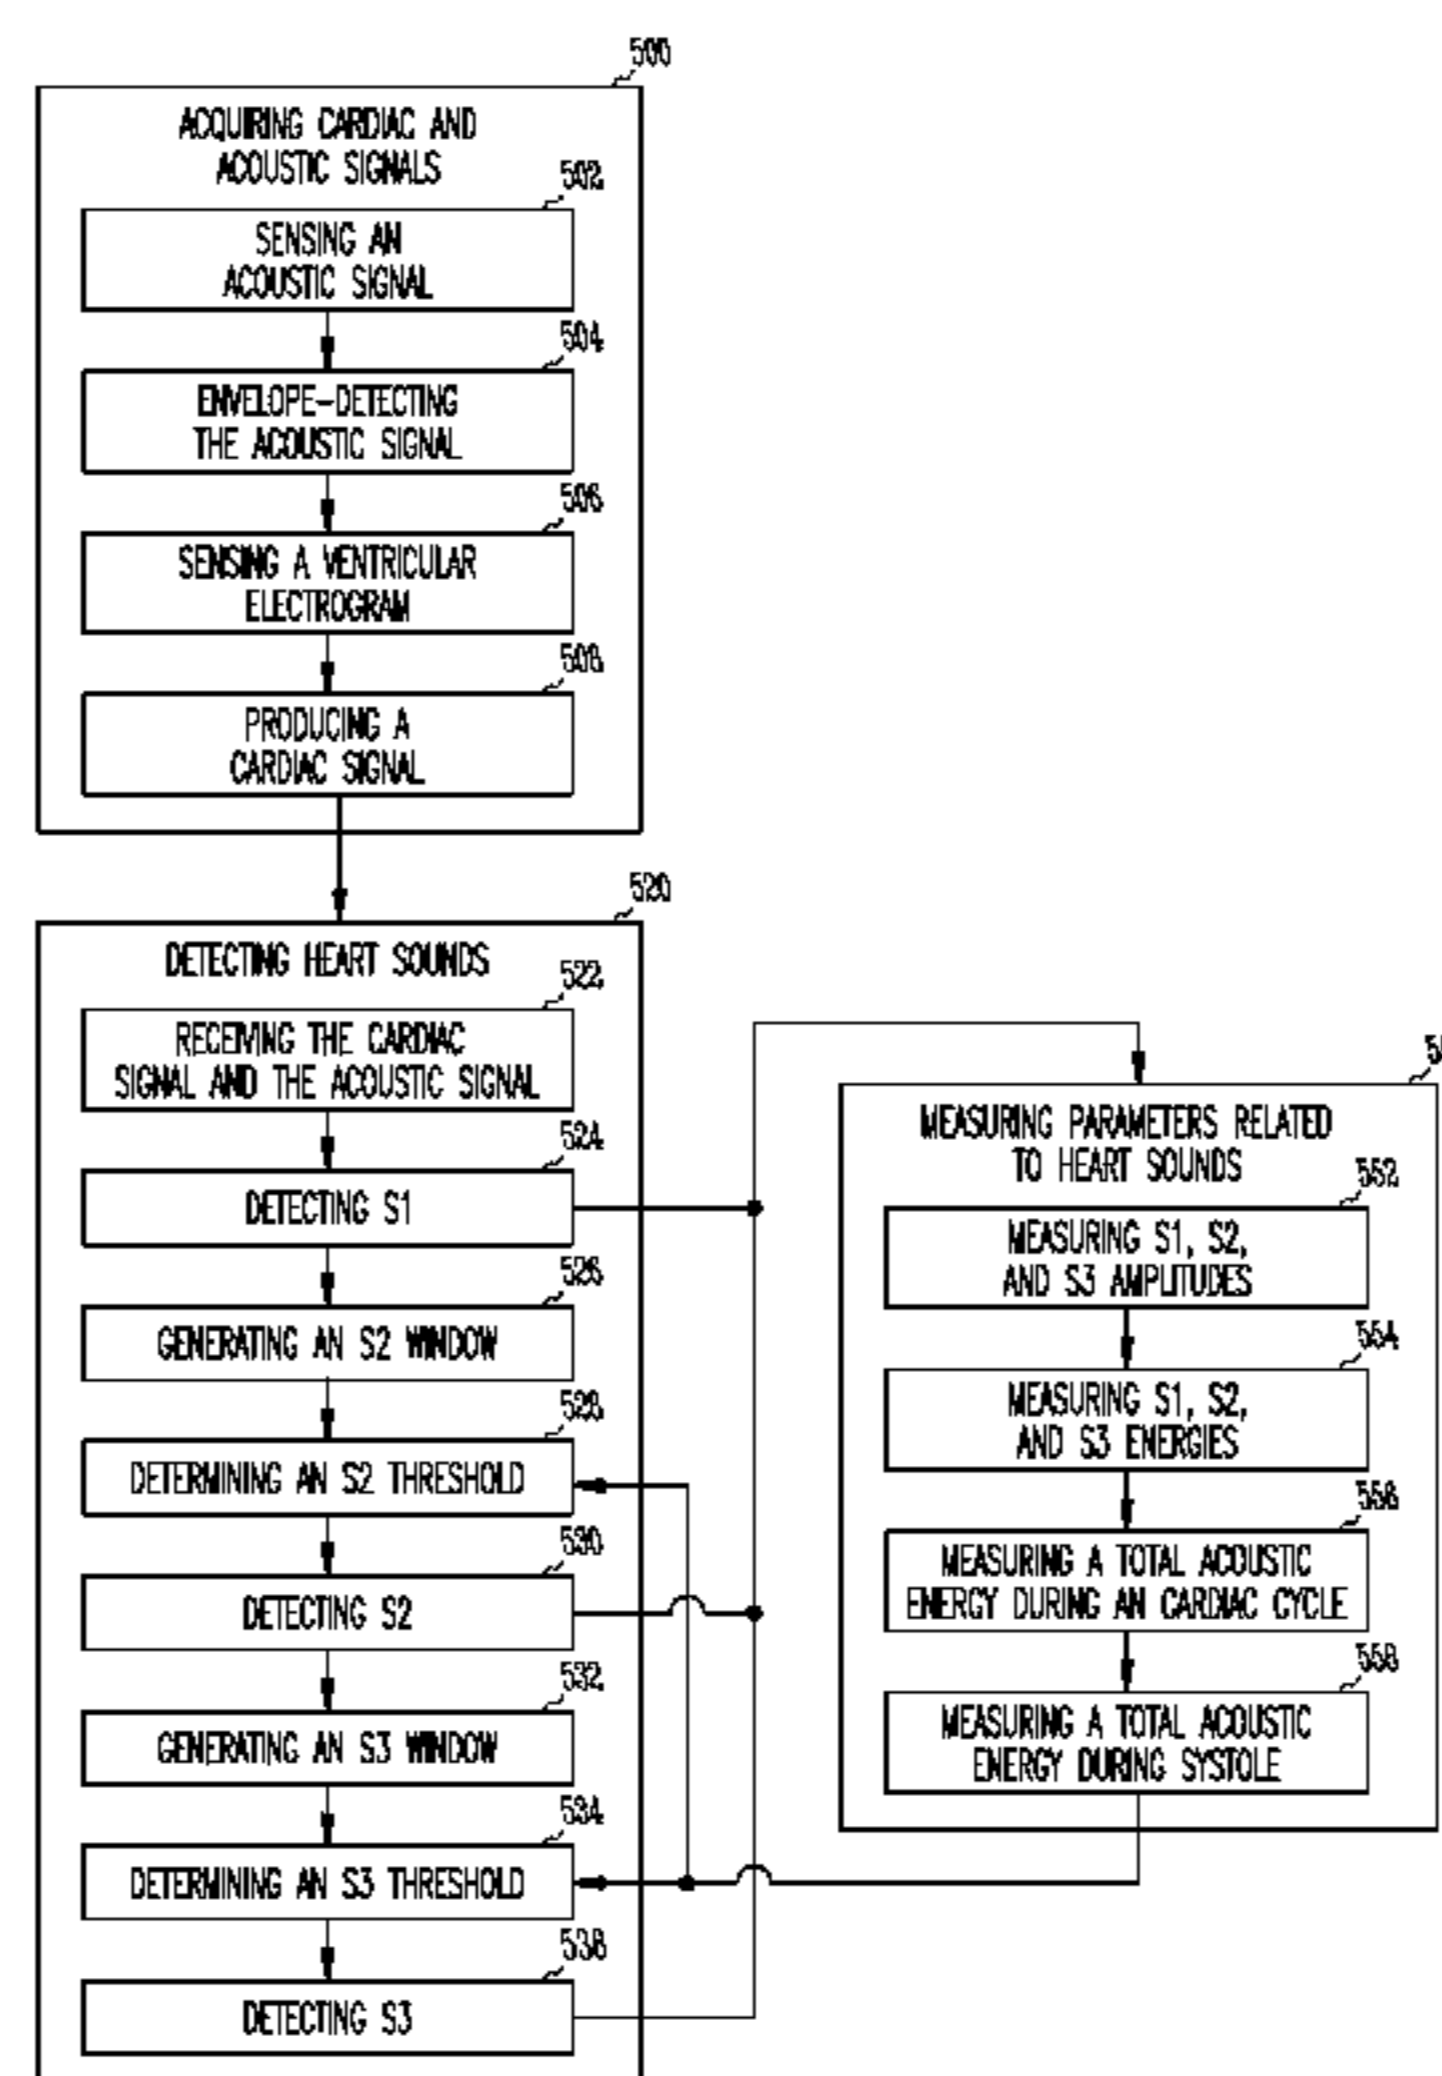 500
ACQUIRING CARDIAC AND
ACOUSTIC SIGNALS
502
SENSING AN
ACOUSTIC SIGNAL
504
ENVELOPE-DETECTING
THE ACOUSTIC SIGNAL
506
SENSING A VENTRICULAR
ELECTROGRAM
508
PRODUCING A
CARDIAC SIGNAL
520
DETECTING HEART SOUNDS
522
RECEIVING THE CARDIAC
SIGNAL AND THE ACOUSTIC SIGNAL
524
DETECTING S1
526
GENERATING AN S2 WINDOW
528
DETERMINING AN S2 THRESHOLD
530
DETECTING S2
532
GENERATING AN S3 WINDOW
534
DETERMINING AN S3 THRESHOLD
536
DETECTING S3
MEASURING PARAMETERS RELATED
TO HEART SOUNDS
552
MEASURING S1, S2,
AND S3 AMPLITUDES
554
MEASURING S1, S2,
AND S3 ENERGIES
556
MEASURING A TOTAL ACOUSTIC
ENERGY DURING AN CARDIAC CYCLE
558
MEASURING A TOTAL ACOUSTIC
ENERGY DURING SYSTOLE